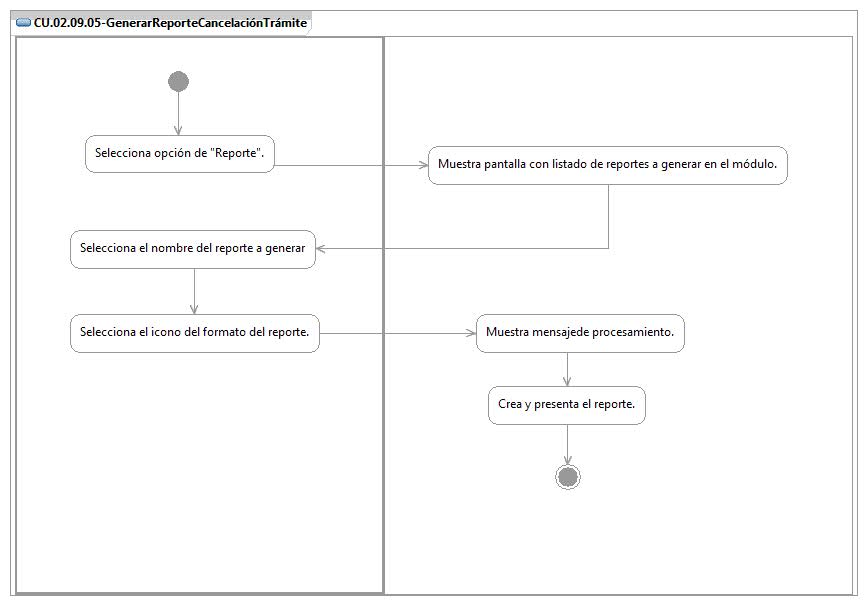 CU.02.09.05-GenerarReporteCancelaciónTrámite
Selecciona opción de "Reporte".
Muestra pantalla con listado de reportes a generar en el módulo.
Selecciona el nombre del reporte a generar
Selecciona el icono del formato del reporte.
Muestra mensajede procesamiento.
Crea y presenta el reporte.